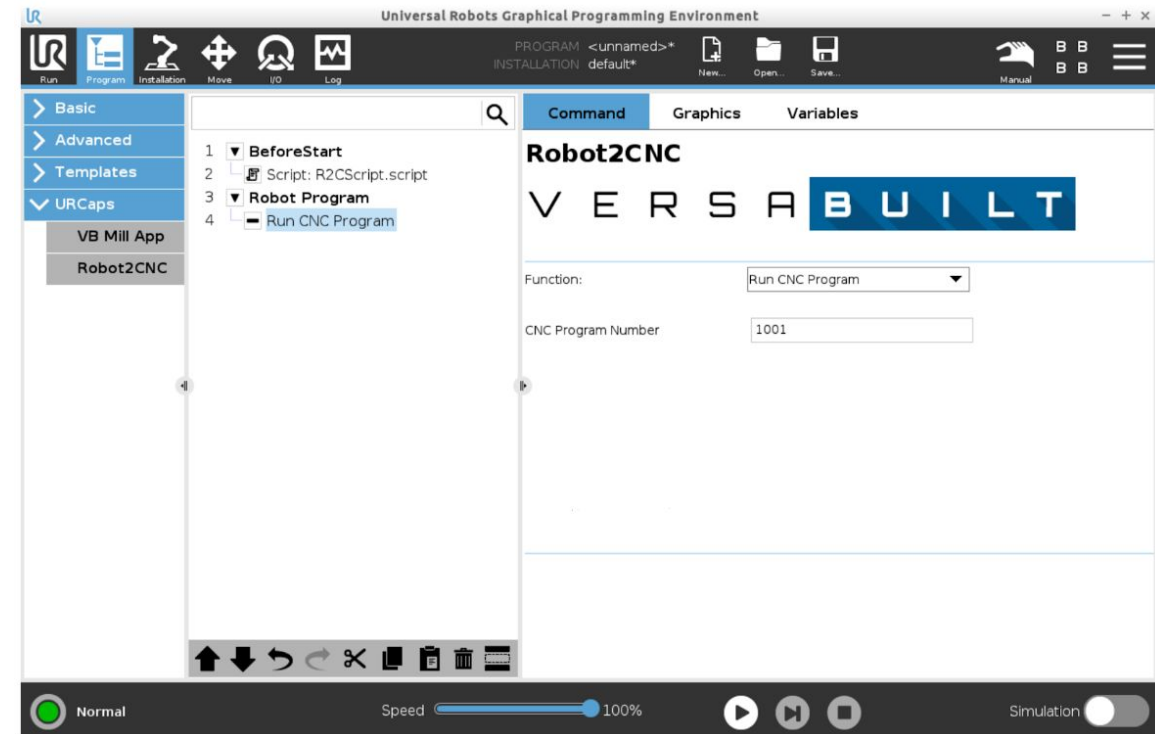 Universal Robots Graphical Programming Environment
PROGRAM <unnamed>*
INSTALLATION default*
Run
Program
Installation
Move
I/O
Log
New...
Open...
Save...
Manual
B B
B B
Basic
Advanced
Templates
URCaps
VB Mill App
Robot2CNC
1 BeforeStart
2 Script: R2CScript.script
3 Robot Program
4 Run CNC Program
Command Graphics Variables
Robot2CNC
VERSABUILT
Function: Run CNC Program
CNC Program Number 1001
Normal
Speed 100%
Simulation